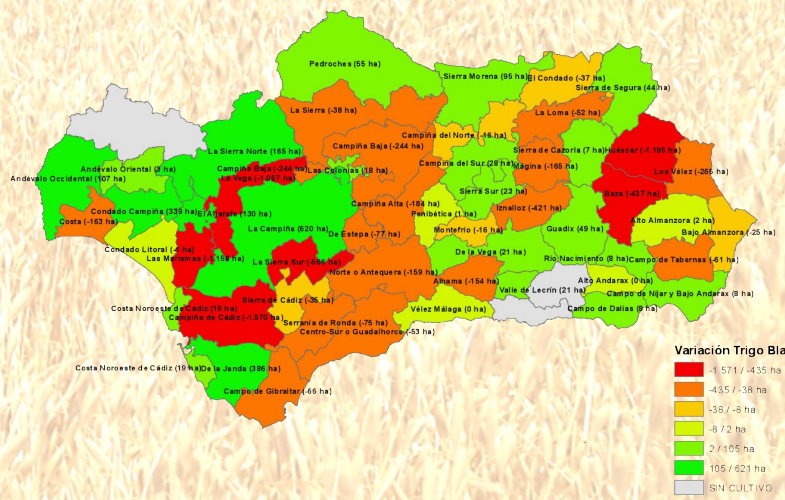 Pedroches (55 ha)
Sierra Morena (95 ha)
El Condado (-37 ha)
Sierra de Segura (44 ha)
La Sierra (-38 ha)
La Loma (-52 ha)
Campiña del Norte (-16 ha)
Campiña Baja (-244 ha)
La Sierra Norte (165 ha)
Sierra de Cazorla (7 ha)
Huéscar (-1.195 ha)
Campiña del Sur (28 ha)
Mágina (-165 ha)
Campiña Baja (-244 ha)
Las Colonias (18 ha)
Andévalo Oriental (3 ha)
Los Vélez (-265 ha)
La Vega (-1.057 ha)
Andévalo Occidental (107 ha)
Sierra Sur (23 ha)
Baza (-437 ha)
Campiña Alta (-184 ha)
Iznalloz (-421 ha)
Condado Campiña (339 ha)
El Aljarafe (130 ha)
Penibética (1 ha)
Costa (-163 ha)
Alto Almanzora (2 ha)
La Campiña (620 ha)
Guadix (49 ha)
Montefrío (-16 ha)
De Estepa (-77 ha)
Bajo Almanzora (-25 ha)
Condado Litoral (-4 ha)
De la Vega (21 ha)
Las Marismas (-1.158 ha)
La Sierra Sur (-566 ha)
Río Nacimiento (8 ha)
Campo de Tabernas (-61 ha)
Norte o Antequera (-159 ha)
Alhama (-154 ha)
Alto Andarax (0 ha)
Valle de Lecrín (21 ha)
Campo de Níjar y Bajo Andarax (8 ha)
Sierra de Cádiz (-35 ha)
Costa Noroeste de Cádiz (19 ha)
Vélez Málaga (0 ha)
Campo de Dalías (9 ha)
Campiña de Cádiz (-1.570 ha)
Serranía de Ronda (-75 ha)
Centro-Sur o Guadalhorce (-53 ha)
Costa Noroeste de Cádiz (19 ha)
De la Janda (386 ha)
Campo de Gibraltar (-66 ha)
Variación Trigo Bla
-1.571 / -435 ha
-435 / -38 ha
-38 / -8 ha
-8 / 2 ha
2 / 105 ha
105 / 621 ha
SIN CULTIVO